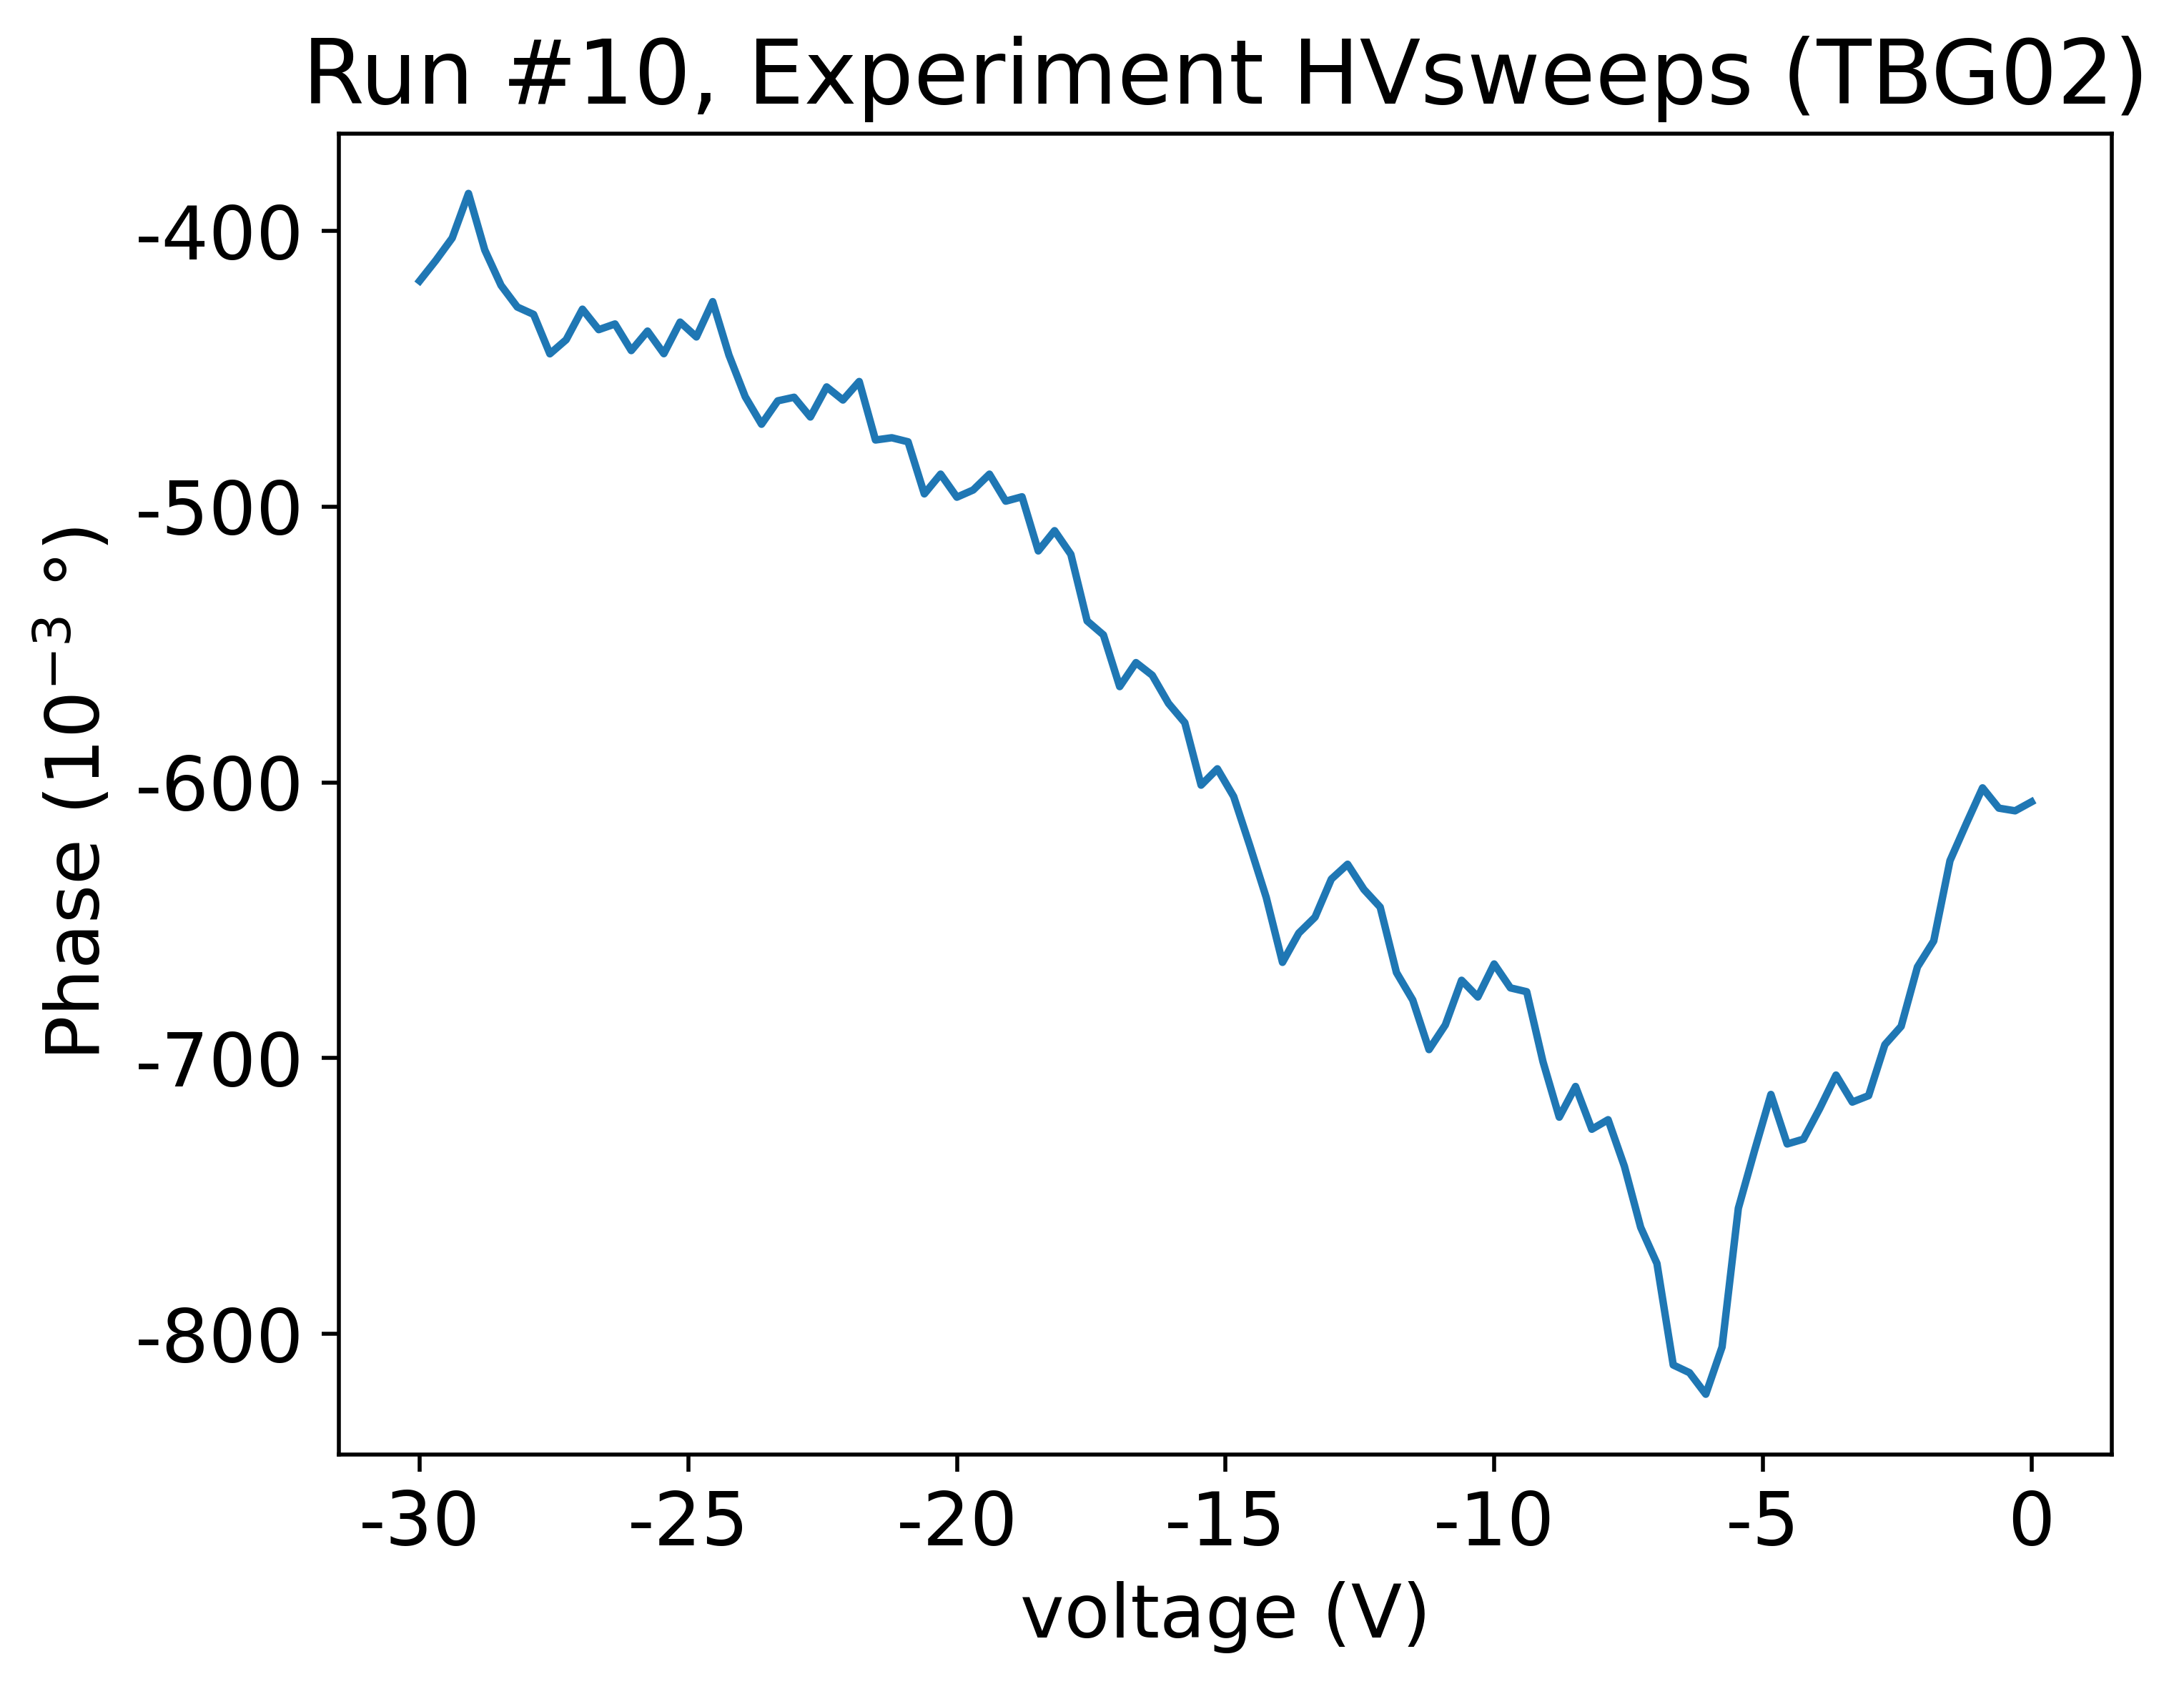 Run #10, Experiment HVsweeps (TBG02)
-400
-500
-600
-700
-800
Phase (10⁻³ °)
-30 -25 -20 -15 -10 -5 0
voltage (V)